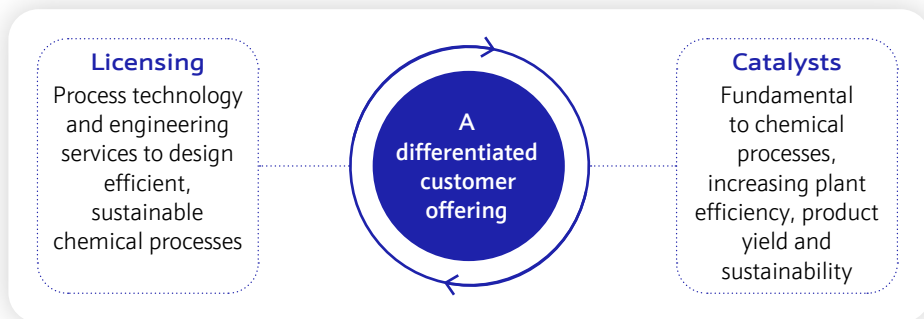 Licensing
Process technology
and engineering
services to design
efficient,
sustainable
chemical processes
A
differentiated
customer
offering
Catalysts
Fundamental
to chemical
processes,
increasing plant
efficiency, product
yield and
sustainability